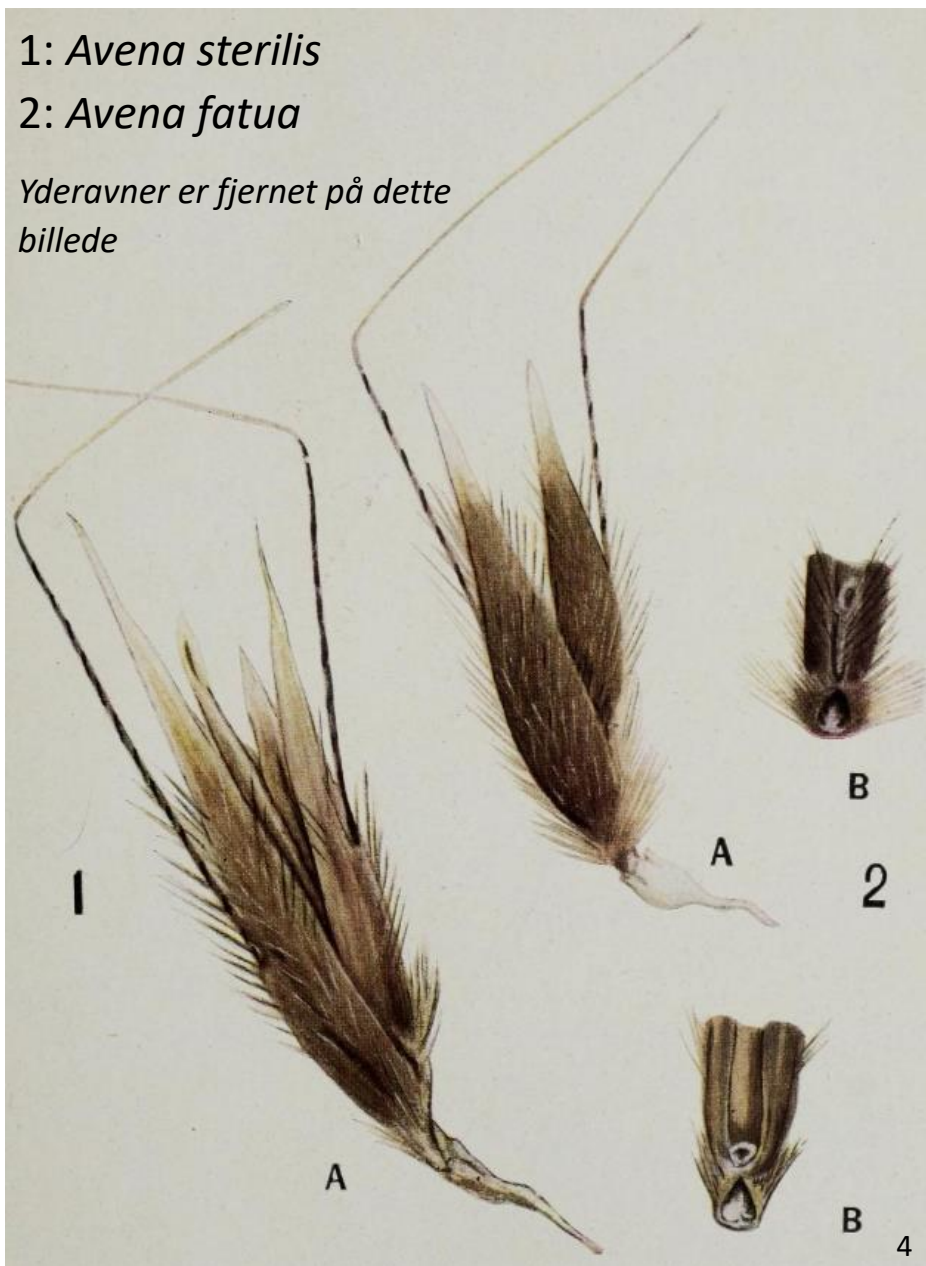 1: Avena sterilis
2: Avena fatua
Yderavner er fjernet på dette
billede
B
A
1
2
A
B
4